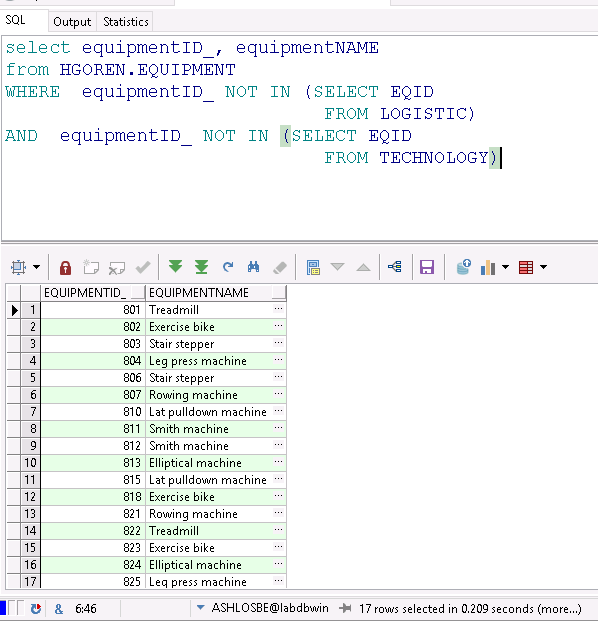 SQL Output Statistics
select equipmentID_, equipmentNAME
from HGOREN.EQUIPMENT
WHERE equipmentID_ NOT IN (SELECT EQID
FROM LOGISTIC)
AND equipmentID_ NOT IN (SELECT EQID
FROM TECHNOLOGY)
EQUIPMENTID_ EQUIPMENTNAME
1 801 Treadmill ...
2 802 Exercise bike ...
3 803 Stair stepper ...
4 804 Leg press machine ...
5 806 Stair stepper ...
6 807 Rowing machine ...
7 810 Lat pulldown machine ...
8 811 Smith machine ...
9 812 Smith machine ...
10 813 Elliptical machine ...
11 815 Lat pulldown machine ...
12 818 Exercise bike ...
13 821 Rowing machine ...
14 822 Treadmill ...
15 823 Exercise bike ...
16 824 Elliptical machine ...
17 825 Leg press machine ...
& 6:46 ASHLOSBE@labdbwin 17 rows selected in 0.209 seconds (more...)